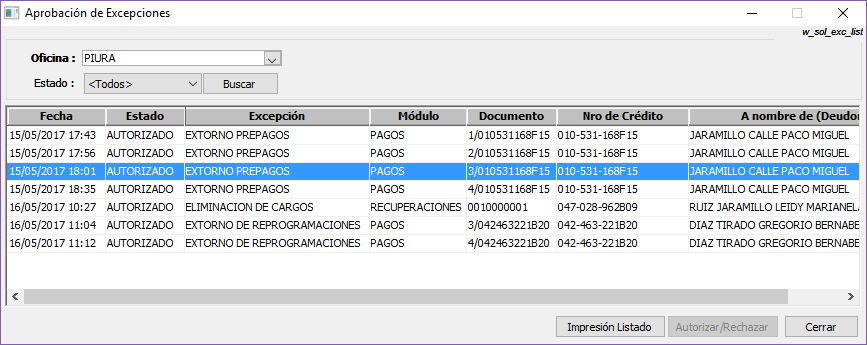 Aprobación de Excepciones
w_sol_exc_list
Oficina : PIURA
Estado : <Todos> Buscar
Fecha Estado Excepción Módulo Documento Nro de Crédito A nombre de (Deudor
15/05/2017 17:43 AUTORIZADO EXTORNO PREPAGOS PAGOS 1/010531168F15 010-531-168F15 JARAMILLO CALLE PACO MIGUEL
15/05/2017 17:56 AUTORIZADO EXTORNO PREPAGOS PAGOS 2/010531168F15 010-531-168F15 JARAMILLO CALLE PACO MIGUEL
15/05/2017 18:01 AUTORIZADO EXTORNO PREPAGOS PAGOS 3/010531168F15 010-531-168F15 JARAMILLO CALLE PACO MIGUEL
15/05/2017 18:35 AUTORIZADO EXTORNO PREPAGOS PAGOS 4/010531168F15 010-531-168F15 JARAMILLO CALLE PACO MIGUEL
16/05/2017 10:27 AUTORIZADO ELIMINACION DE CARGOS RECUPERACIONES 0010000001 047-028-962B09 RUIZ JARAMILLO LEIDY MARIANELA
16/05/2017 11:04 AUTORIZADO EXTORNO DE REPROGRAMACIONES PAGOS 3/042463221B20 042-463-221B20 DIAZ TIRADO GREGORIO BERNABE
16/05/2017 11:12 AUTORIZADO EXTORNO DE REPROGRAMACIONES PAGOS 4/042463221B20 042-463-221B20 DIAZ TIRADO GREGORIO BERNABE
Impresión Listado Autorizar/Rechazar Cerrar